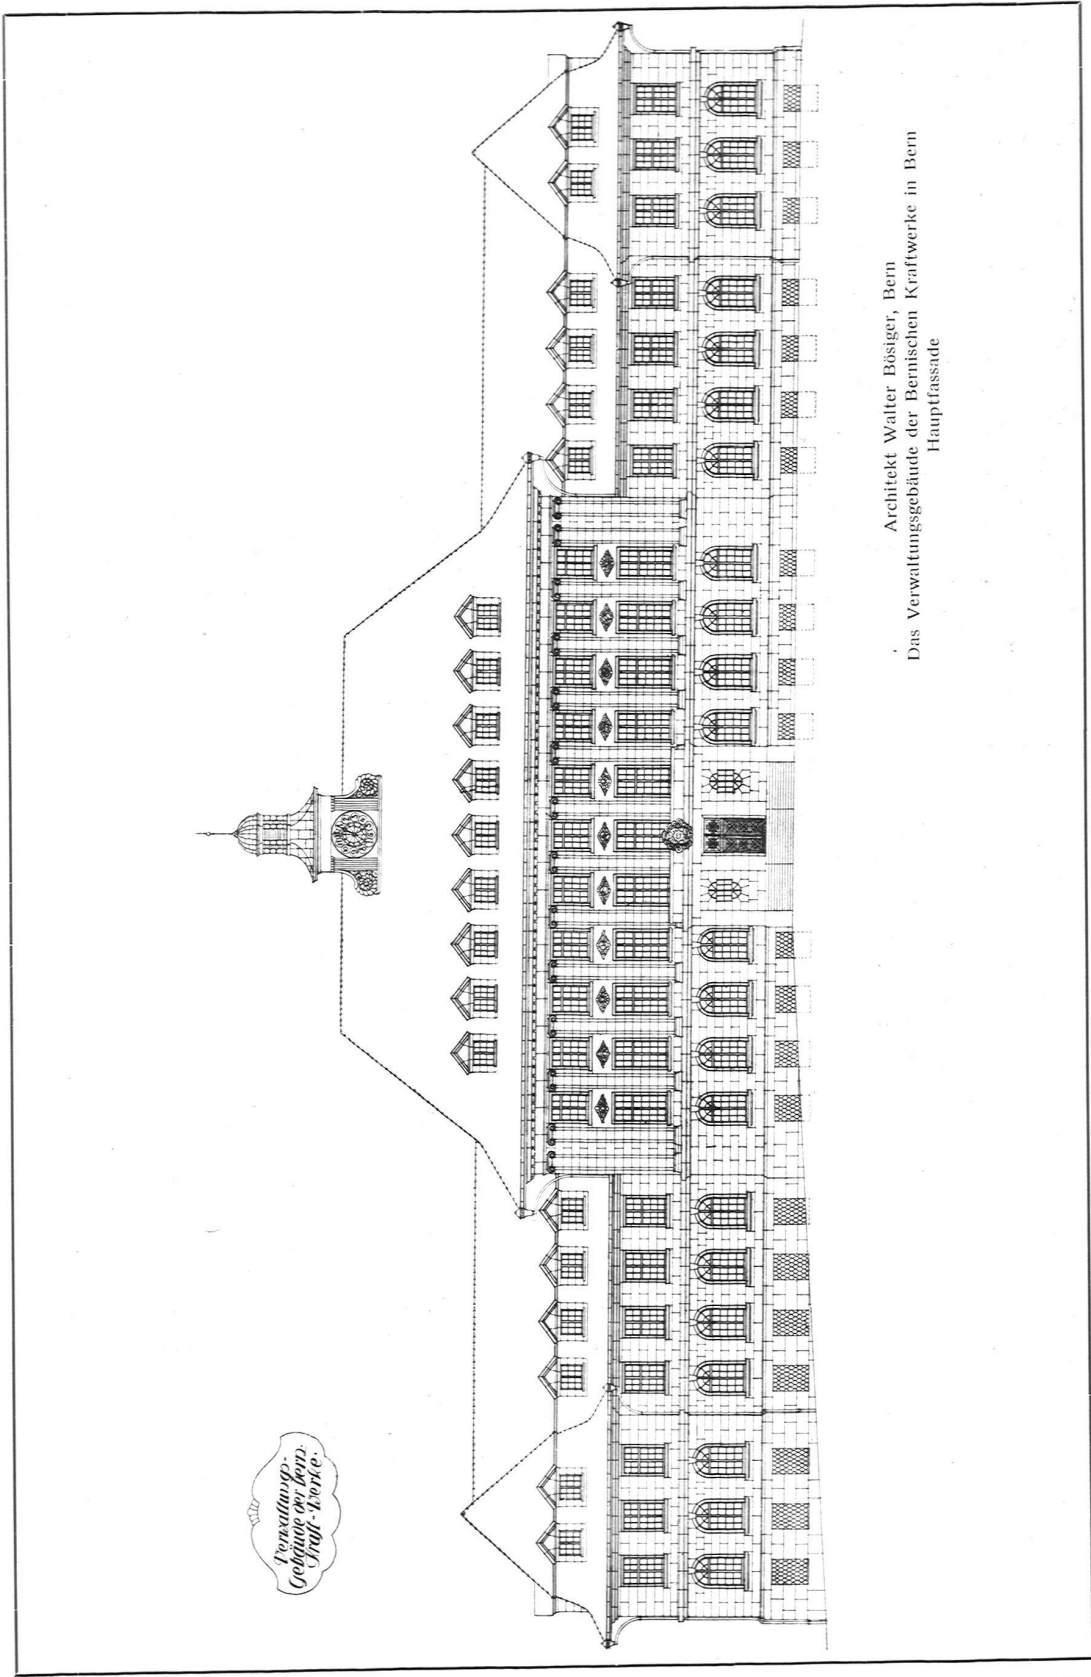 Verwaltungs-
Gebäude der bern.
Kraft-Werke.
Architekt Walter Bösiger, Bern
Das Verwaltungsgebäude der Bernischen Kraftwerke in Bern
Hauptfassade